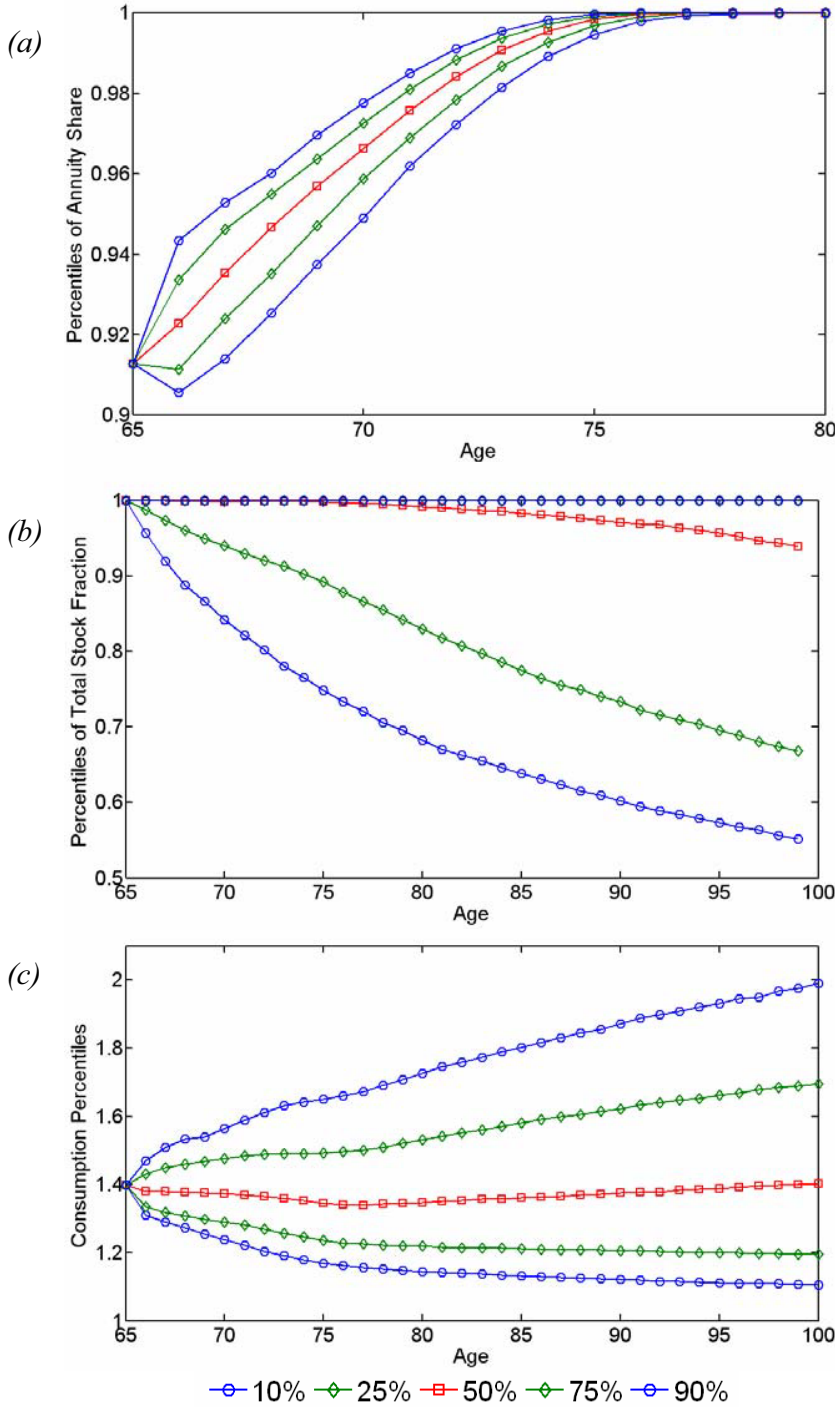 (a)
Percentiles of Annuity Share
1
0.98
0.96
0.94
0.92
0.9
65 70 75 80
Age
(b)
Percentiles of Total Stock Fraction
1
0.9
0.8
0.7
0.6
0.5
65 70 75 80 85 90 95 100
Age
(c)
Consumption Percentiles
2
1.8
1.6
1.4
1.2
1
65 70 75 80 85 90 95 100
Age
10% 25% 50% 75% 90%